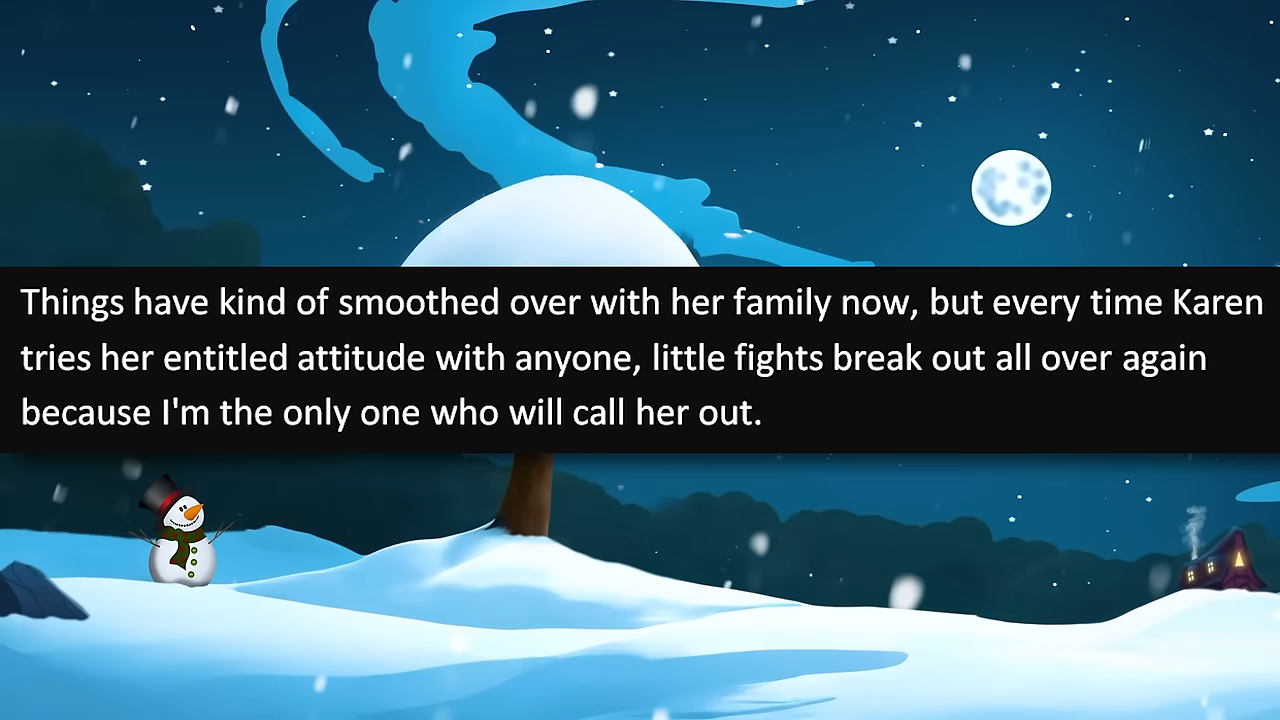 Things have kind of smoothed over with her family now, but every time Karen
tries her entitled attitude with anyone, little fights break out all over again
because I'm the only one who will call her out.